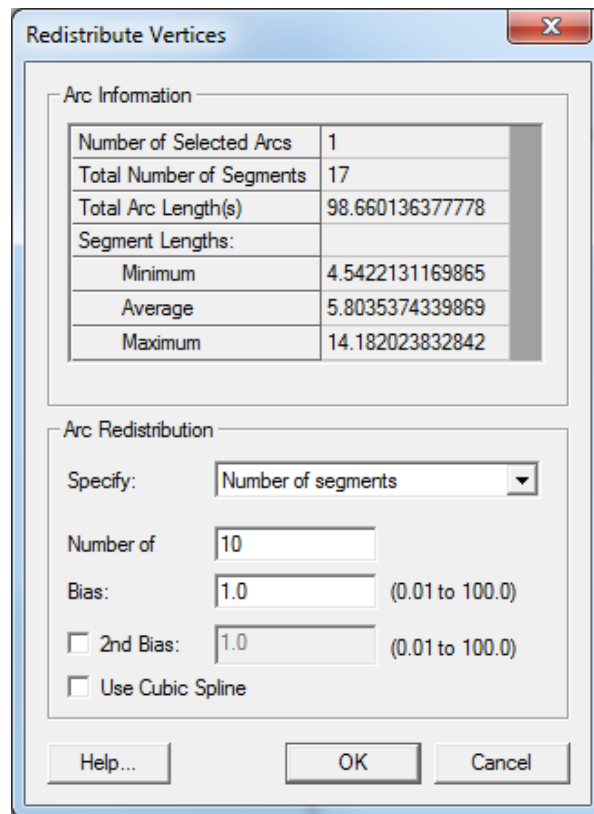 Redistribute Vertices
Arc Information
Number of Selected Arcs 1
Total Number of Segments 17
Total Arc Length(s) 98.660136377778
Segment Lengths:
Minimum 4.5422131169865
Average 5.8035374339869
Maximum 14.182023832842
Arc Redistribution
Specify: Number of segments
Number of 10
Bias: 1.0 (0.01 to 100.0)
2nd Bias: 1.0 (0.01 to 100.0)
Use Cubic Spline
Help... OK Cancel